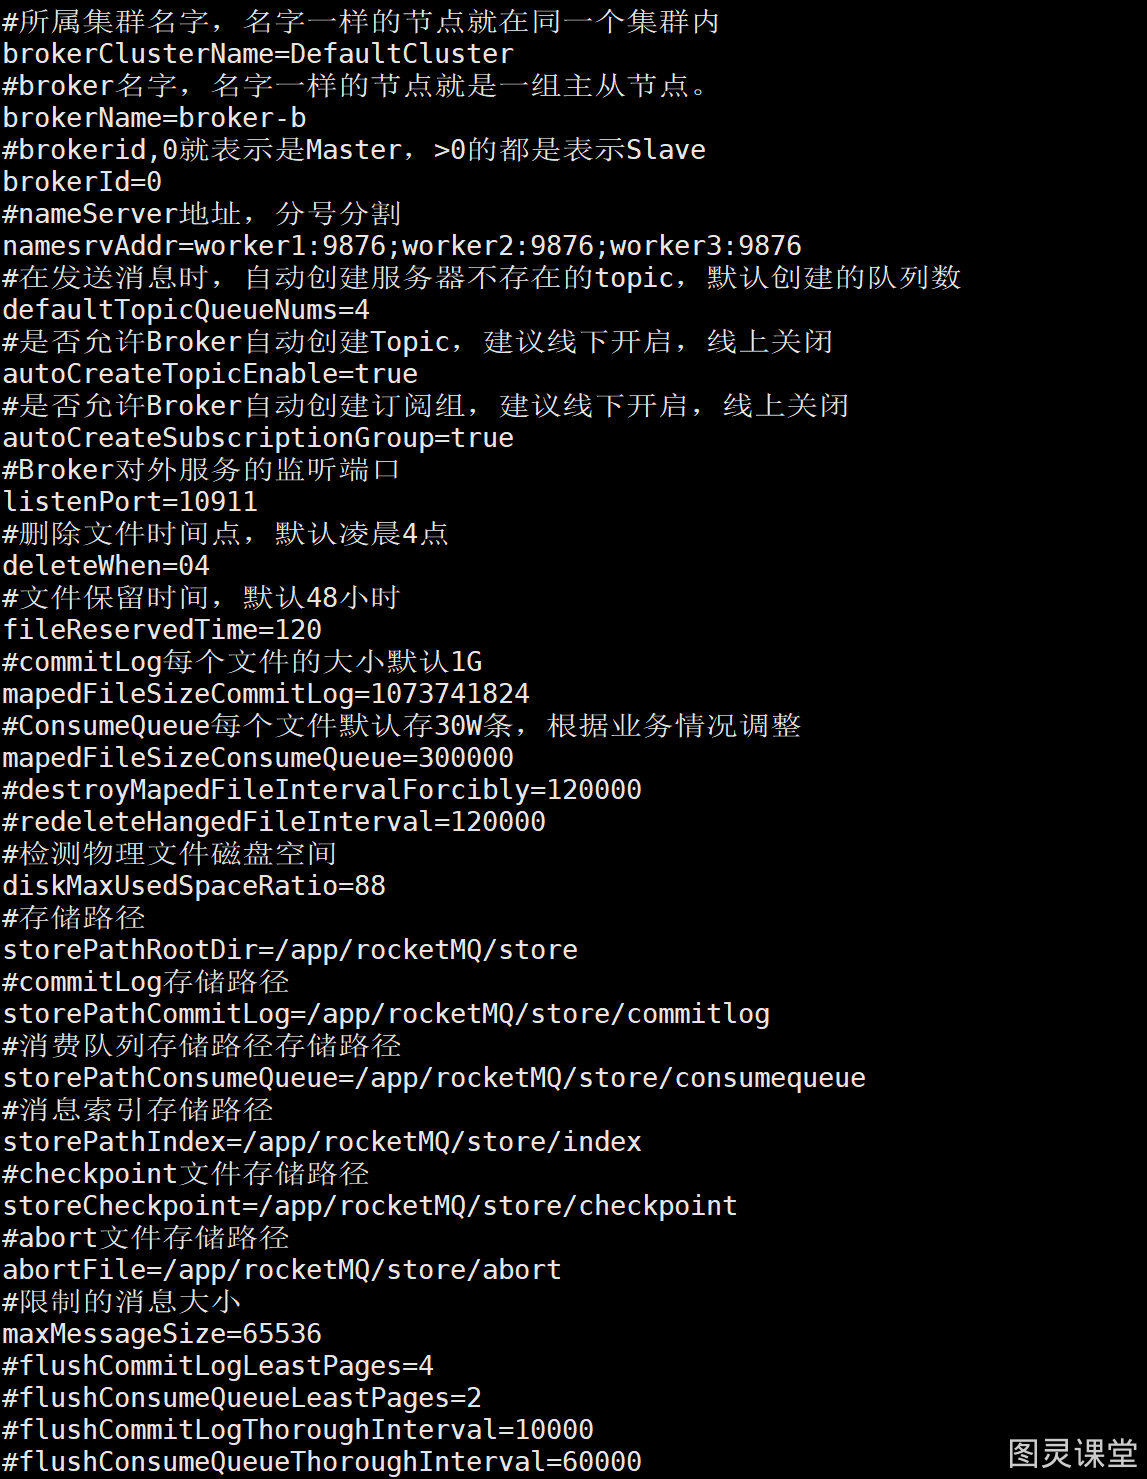 #所属集群名字，名字一样的节点就在同一个集群内
brokerClusterName=DefaultCluster
#broker名字，名字一样的节点就是一组主从节点。
brokerName=broker-b
#brokerid,0就表示是Master，>0的都是表示Slave
brokerId=0
#nameServer地址，分号分割
namesrvAddr=worker1:9876;worker2:9876;worker3:9876
#在发送消息时，自动创建服务器不存在的topic，默认创建的队列数
defaultTopicQueueNums=4
#是否允许Broker自动创建Topic，建议线下开启，线上关闭
autoCreateTopicEnable=true
#是否允许Broker自动创建订阅组，建议线下开启，线上关闭
autoCreateSubscriptionGroup=true
#Broker对外服务的监听端口
listenPort=10911
#删除文件时间点，默认凌晨4点
deleteWhen=04
#文件保留时间，默认48小时
fileReservedTime=120
#commitLog每个文件的大小默认1G
mapedFileSizeCommitLog=1073741824
#ConsumeQueue每个文件默认存30W条，根据业务情况调整
mapedFileSizeConsumeQueue=300000
#destroyMapedFileIntervalForcibly=120000
#redeleteHangedFileInterval=120000
#检测物理文件磁盘空间
diskMaxUsedSpaceRatio=88
#存储路径
storePathRootDir=/app/rocketMQ/store
#commitLog存储路径
storePathCommitLog=/app/rocketMQ/store/commitlog
#消费队列存储路径存储路径
storePathConsumeQueue=/app/rocketMQ/store/consumequeue
#消息索引存储路径
storePathIndex=/app/rocketMQ/store/index
#checkpoint文件存储路径
storeCheckpoint=/app/rocketMQ/store/checkpoint
#abort文件存储路径
abortFile=/app/rocketMQ/store/abort
#限制的消息大小
maxMessageSize=65536
#flushCommitLogLeastPages=4
#flushConsumeQueueLeastPages=2
#flushCommitLogThoroughInterval=10000
#flushConsumeQueueThoroughInterval=60000
图灵课堂